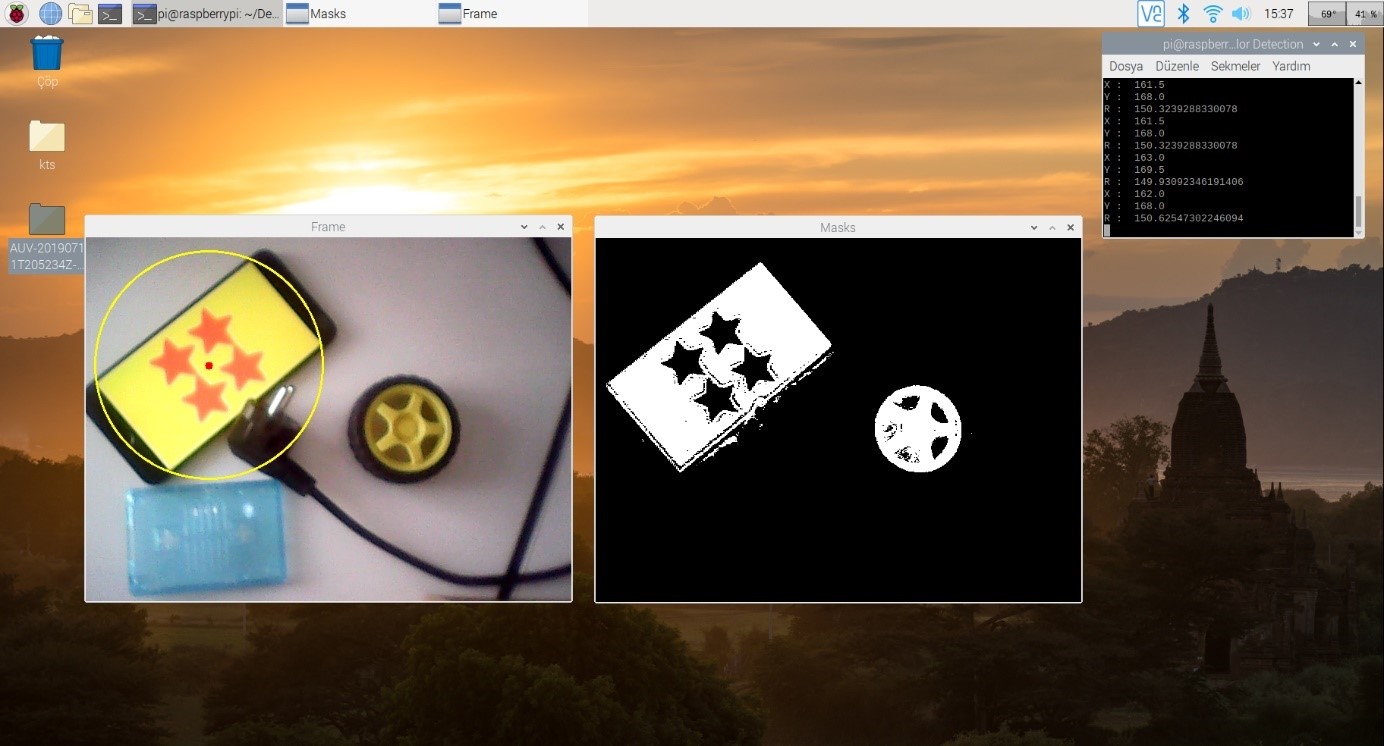 pi@raspberrypi: ~/De...
Masks
Frame
15:37
69°
41 %
Çöp
kts
AUV-2019071
1T205234Z-...
Frame
Masks
pi@raspberr...lor Detection
Dosya Düzenle Sekmeler Yardım
X : 161.5
Y : 168.0
R : 150.3239288330078
X : 161.5
Y : 168.0
R : 150.3239288330078
X : 163.0
Y : 169.5
R : 149.93092346191406
X : 162.0
Y : 168.0
R : 150.62547302246094